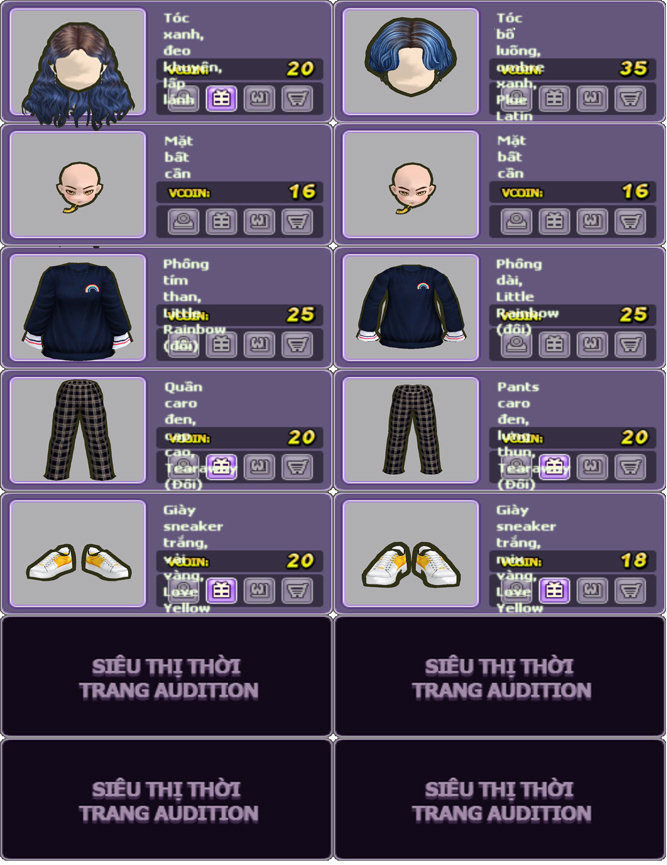 Tóc
xanh,
đeo
khuyên,
lấp
lánh
VCOIN: 20
Tóc
bổ
luống,
ombre
xanh,
Plue
Latin
VCOIN: 35
Mặt
bất
cần
VCOIN: 16
Mặt
bất
cần
VCOIN: 16
Phông
tím
than,
Little
Rainbow
(đôi)
VCOIN: 25
Phông
dài,
Little
Rainbow
(đôi)
VCOIN: 25
Quần
caro
đen,
cạp
cao,
Tearaway
(Đôi)
VCOIN: 20
Pants
caro
đen,
lưng
thun,
Tearaway
(Đôi)
VCOIN: 20
Giày
sneaker
trắng,
vàng,
Love
Yellow
VCOIN: 20
Giày
sneaker
trắng,
vàng,
Love
Yellow
VCOIN: 18
SIÊU THỊ THỜI
TRANG AUDITION
SIÊU THỊ THỜI
TRANG AUDITION
SIÊU THỊ THỜI
TRANG AUDITION
SIÊU THỊ THỜI
TRANG AUDITION